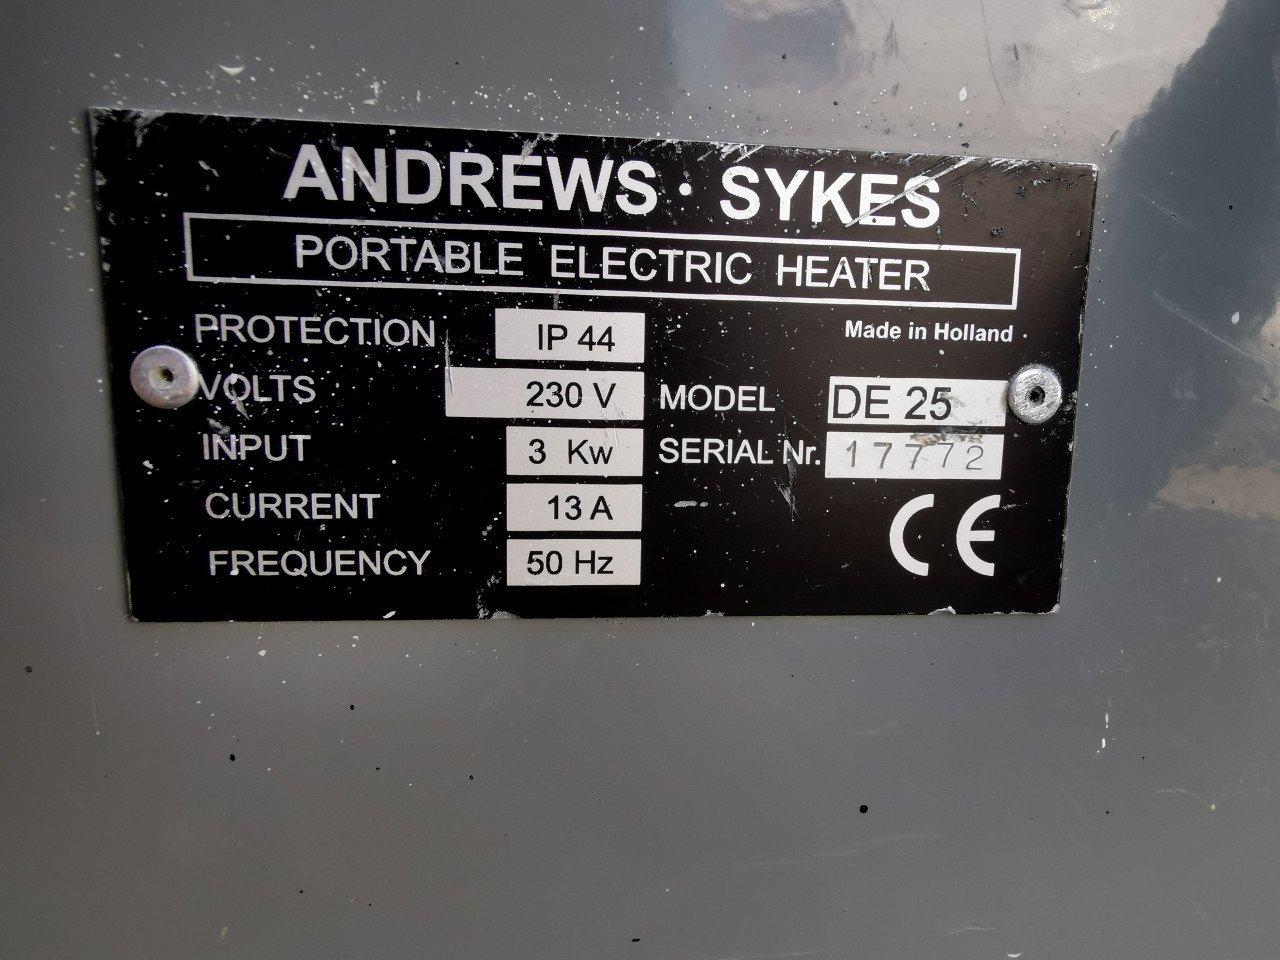 ANDREWS · SYKES
PORTABLE ELECTRIC HEATER
Made in Holland
PROTECTION IP 44
VOLTS 230 V
MODEL DE 25
INPUT 3 Kw
SERIAL Nr. 17772
CURRENT 13 A
FREQUENCY 50 Hz
CE